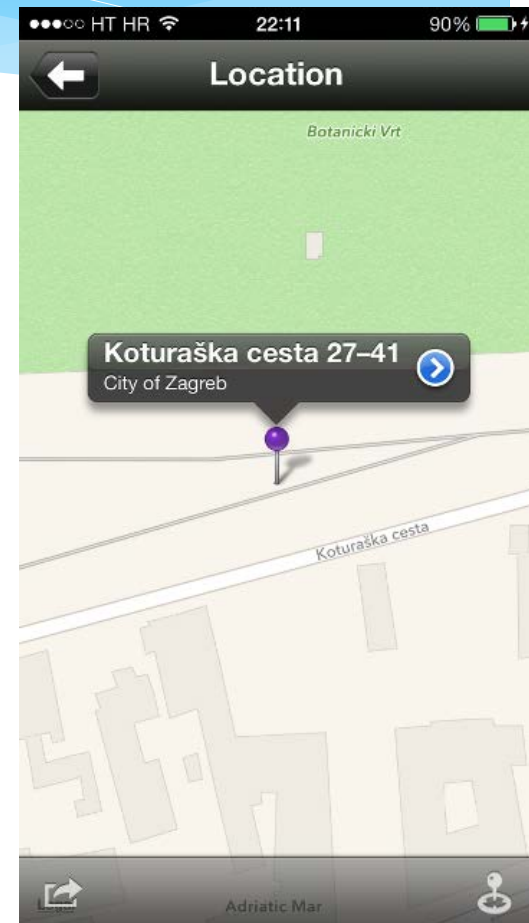 HT HR 22:11 90%
Location
Botanicki Vrt
Koturaška cesta 27–41
City of Zagreb
Koturaška cesta
Legal
Adriatic Mar